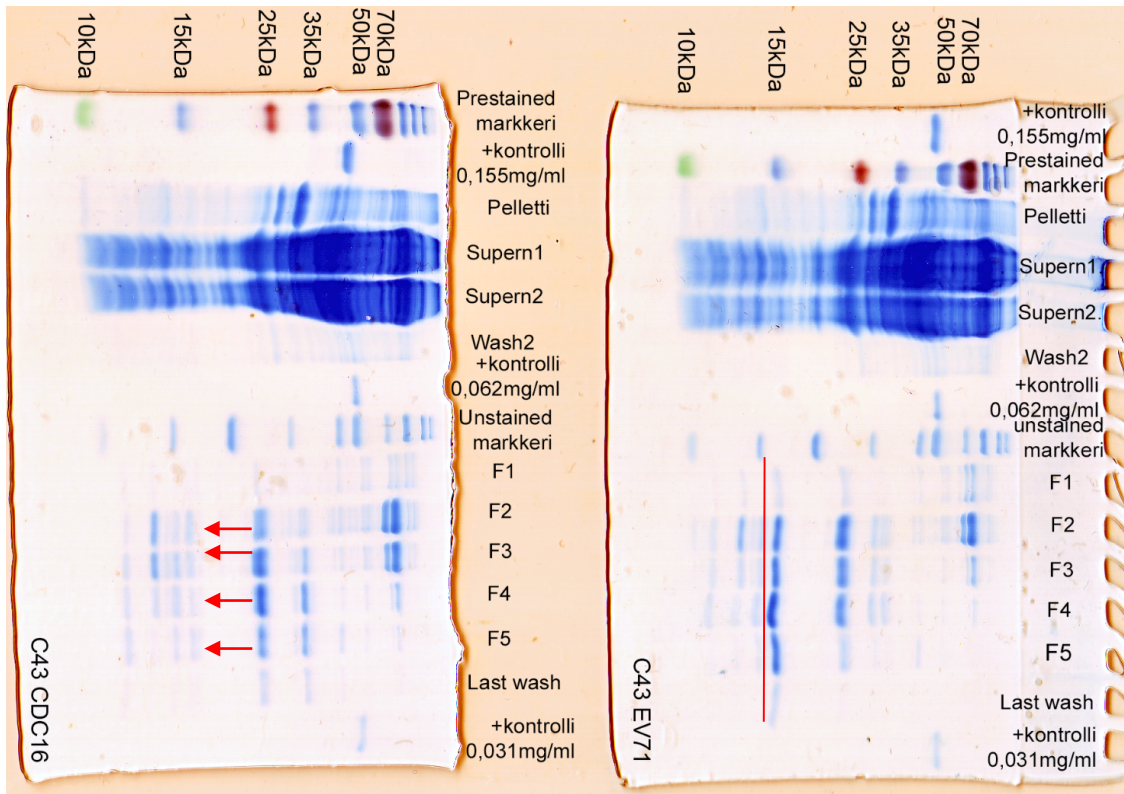 10kDa
15kDa
25kDa
35kDa
50kDa
70kDa
Prestained
markkeri
+kontrolli
0,155mg/ml
Pelletti
Supern1
Supern2
Wash2
+kontrolli
0,062mg/ml
Unstained
markkeri
F1
F2
F3
F4
F5
Last wash
+kontrolli
0,031mg/ml
C43 CDC16
10kDa
15kDa
25kDa
35kDa
50kDa
70kDa
+kontrolli
0,155mg/ml
Prestained
markkeri
Pelletti
Supern1.
Supern2.
Wash2
+kontrolli
0,062mg/ml
unstained
markkeri
F1
F2
F3
F4
F5
Last wash
+kontrolli
0,031mg/ml
C43 EV71